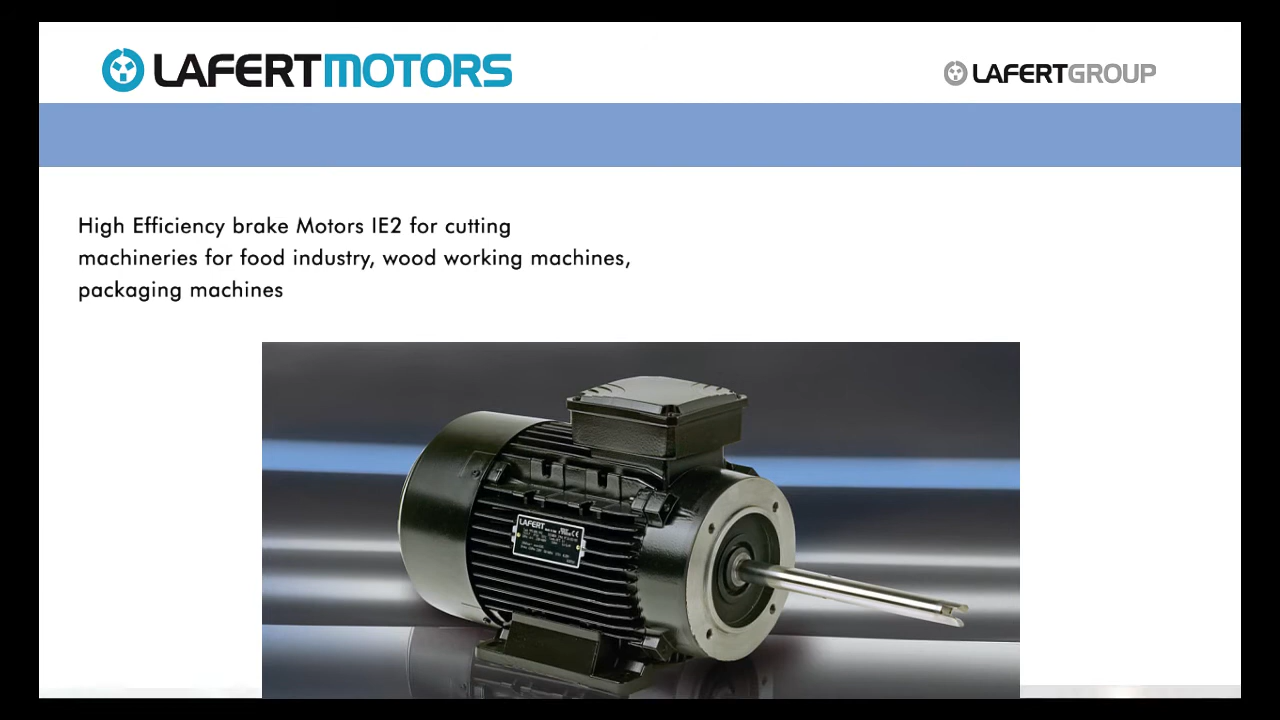 LAFERTMOTORS
LAFERTGROUP
High Efficiency brake Motors IE2 for cutting
machineries for food industry, wood working machines,
packaging machines
LAFERT